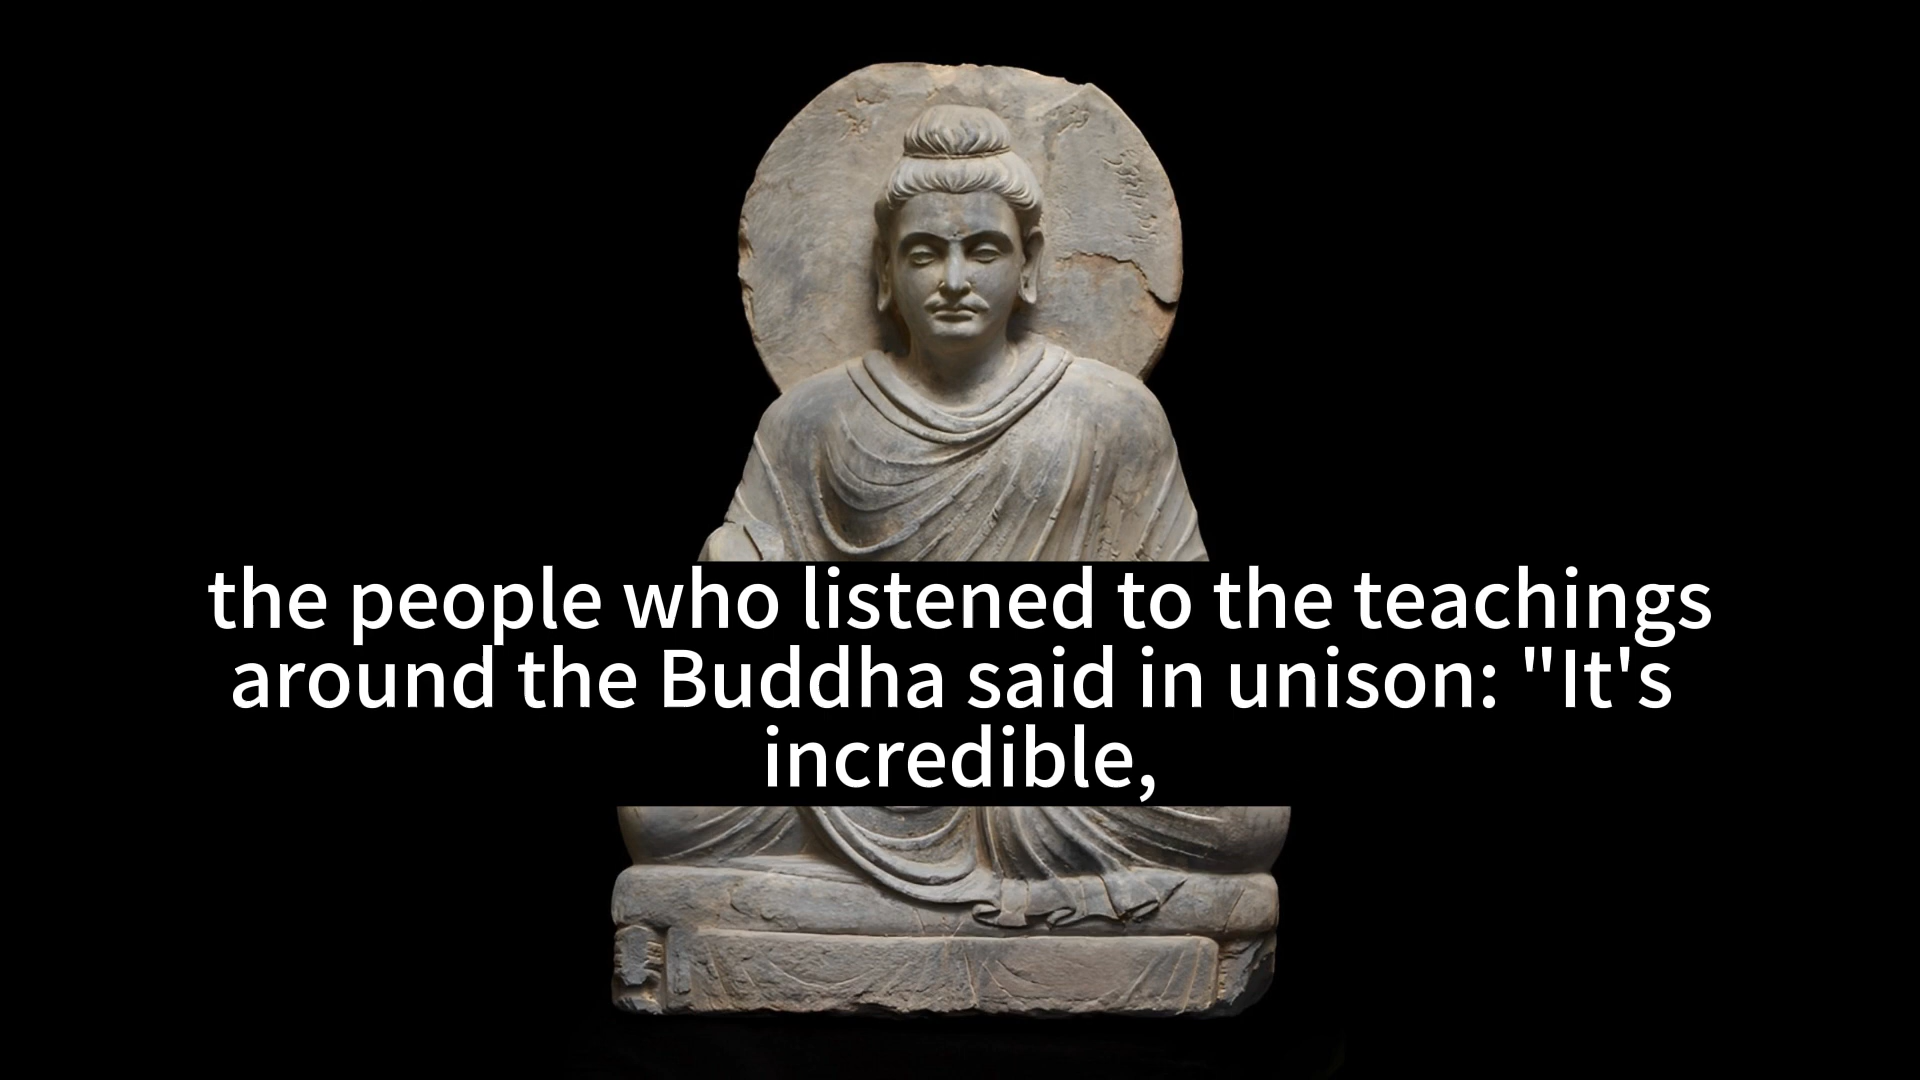 the people who listened to the teachings
around the Buddha said in unison: "It's
incredible,